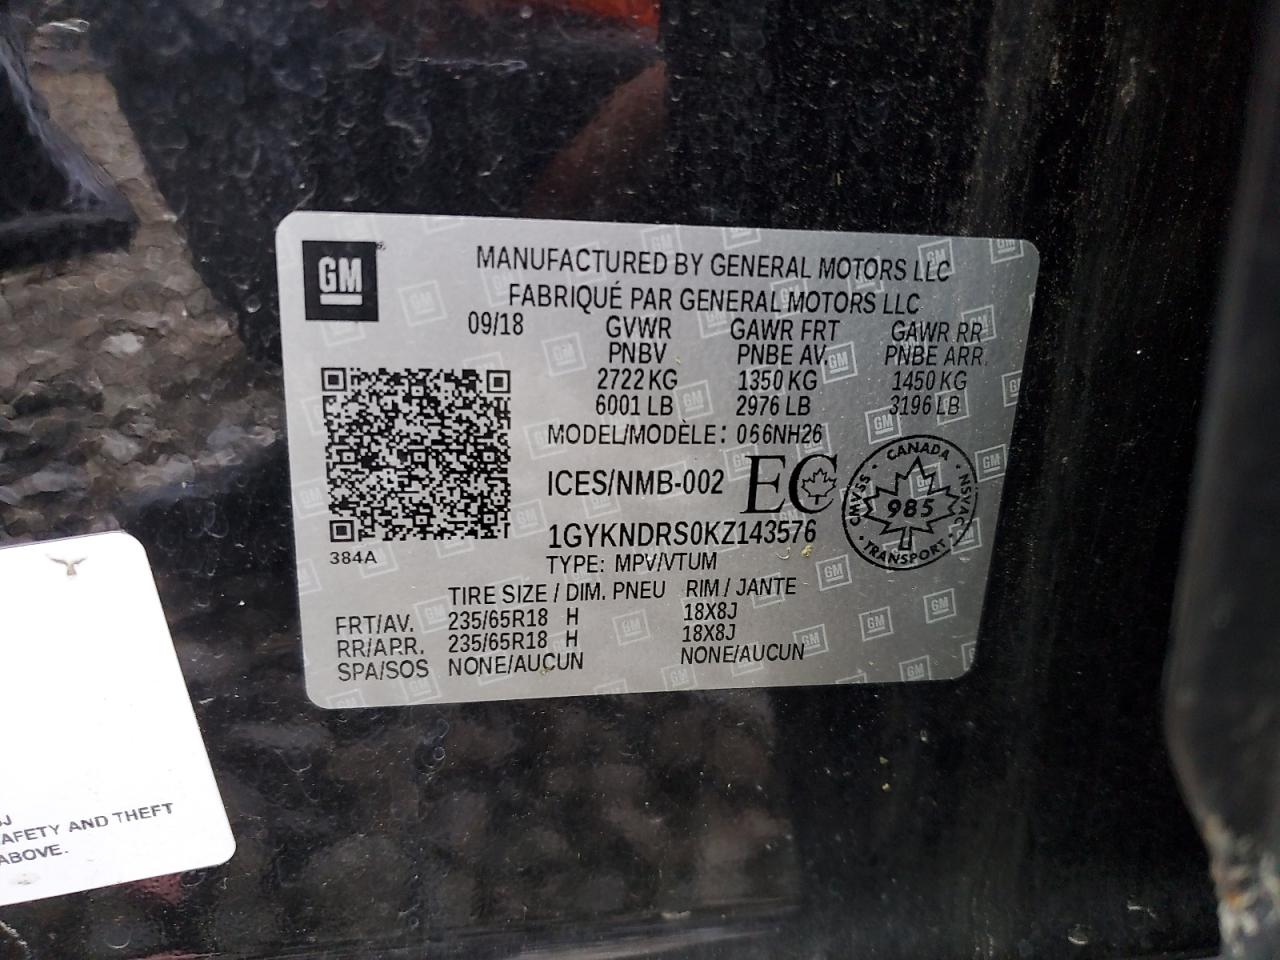 GM
MANUFACTURED BY GENERAL MOTORS LLC
FABRIQUÉ PAR GENERAL MOTORS LLC
09/18 GVWR GAWR FRT GAWR RR
PNBV PNBE AV. PNBE ARR.
2722 KG 1350 KG 1450 KG
6001 LB 2976 LB 3196 LB
MODEL/MODÈLE: 066NH26
ICES/NMB-002 EC
CANADA
CMVSS 985 NSVAC
TRANSPORT
1GYKNDRS0KZ143576
384A
TYPE: MPV/VTUM
TIRE SIZE / DIM. PNEU RIM / JANTE
FRT/AV. 235/65R18 H 18X8J
RR/ARR. 235/65R18 H 18X8J
SPA/SOS NONE/AUCUN NONE/AUCUN
AFETY AND THEFT
ABOVE.